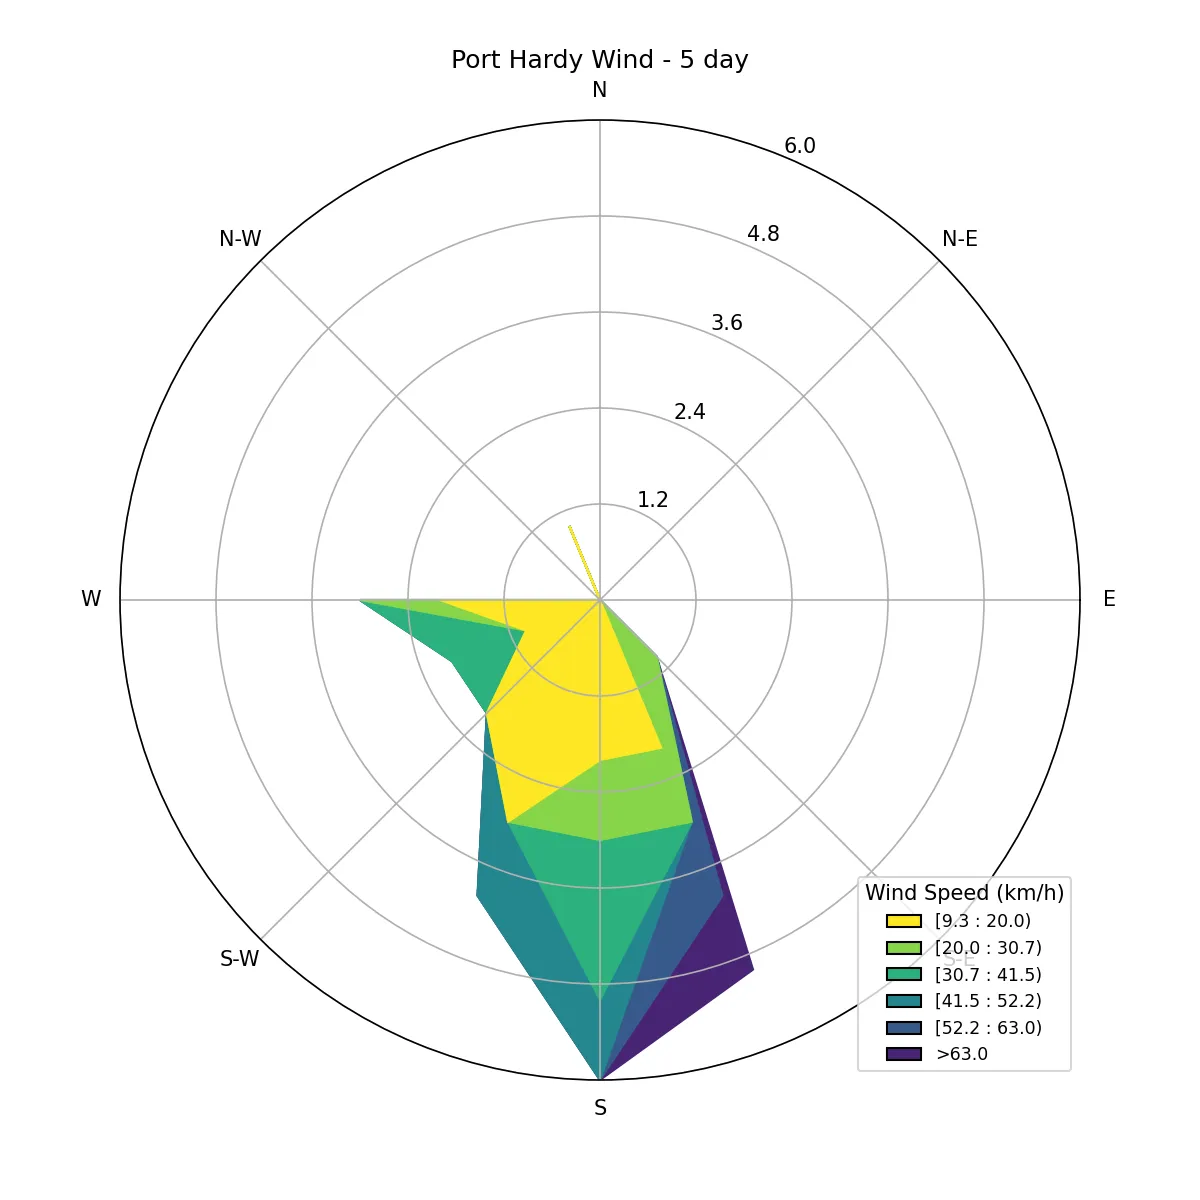 Port Hardy Wind - 5 day
N
6.0
N-W
N-E
4.8
3.6
2.4
1.2
W
E
S-W
S-E
Wind Speed (km/h)
[9.3 : 20.0)
[20.0 : 30.7)
[30.7 : 41.5)
[41.5 : 52.2)
[52.2 : 63.0)
>63.0
S